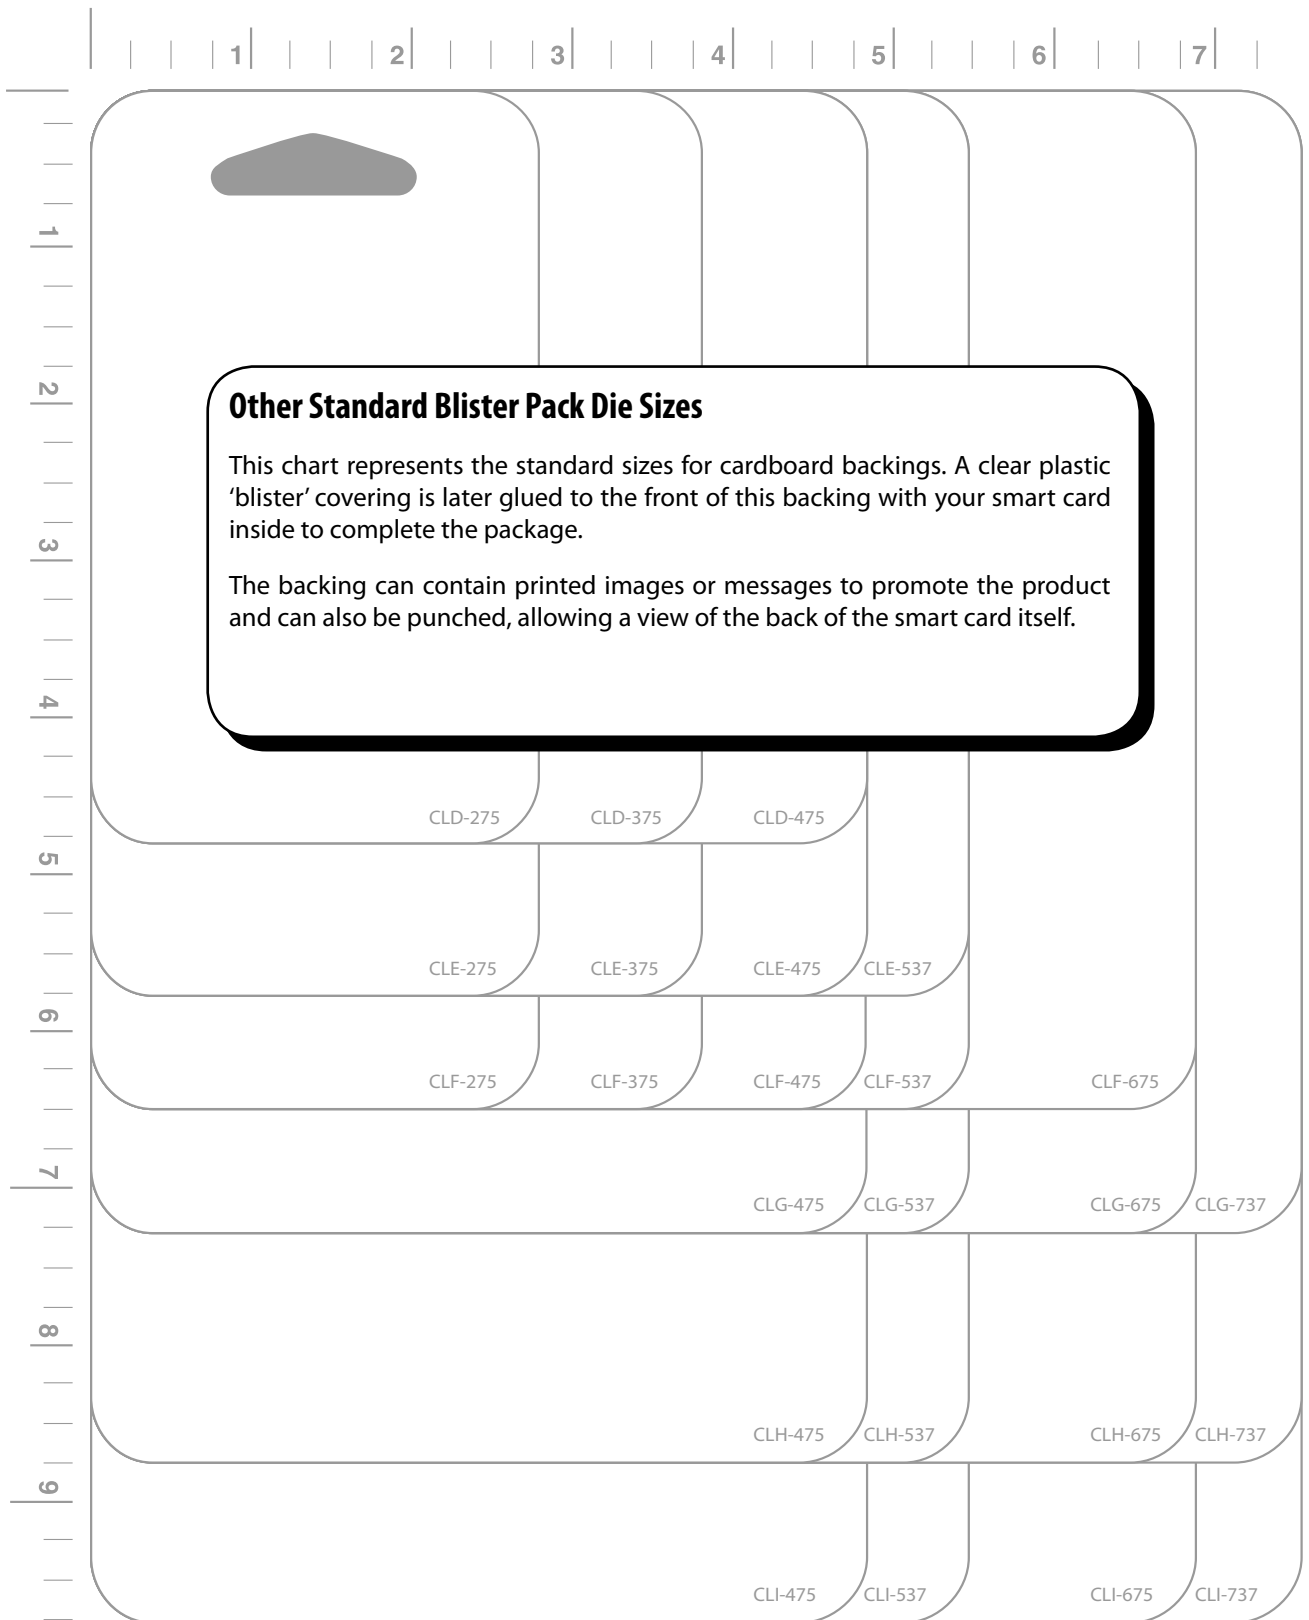 1 2 3 4 5 6 7
1
2
Other Standard Blister Pack Die Sizes
This chart represents the standard sizes for cardboard backings. A clear plastic
‘blister’ covering is later glued to the front of this backing with your smart card
inside to complete the package.
3
The backing can contain printed images or messages to promote the product
and can also be punched, allowing a view of the back of the smart card itself.
4
CLD-275 CLD-375 CLD-475
5
CLE-275 CLE-375 CLE-475 CLE-537
6
CLF-275 CLF-375 CLF-475 CLF-537 CLF-675
7
CLG-475 CLG-537 CLG-675 CLG-737
8
CLH-475 CLH-537 CLH-675 CLH-737
9
CLI-475 CLI-537 CLI-675 CLI-737